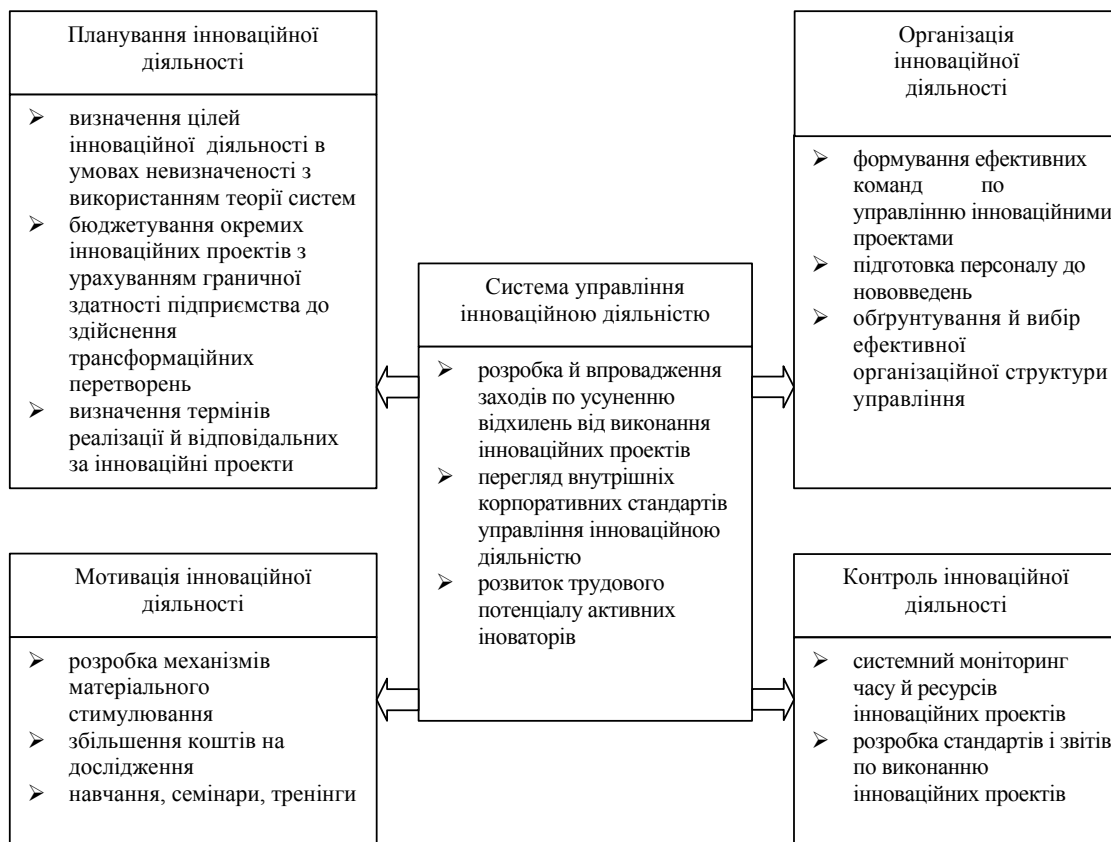 Планування інноваційної
діяльності
➢ визначення цілей
інноваційної діяльності в
умовах невизначеності з
використанням теорії систем
➢ бюджетування окремих
інноваційних проектів з
урахуванням граничної
здатності підприємства до
здійснення
трансформаційних
перетворень
➢ визначення термінів
реалізації й відповідальних
за інноваційні проекти
Організація
інноваційної
діяльності
➢ формування ефективних
команд по
управлінню інноваційними
проектами
➢ підготовка персоналу до
нововведень
➢ обґрунтування й вибір
ефективної
організаційної структури
управління
Система управління
інноваційною діяльністю
➢ розробка й впровадження
заходів по усуненню
відхилень від виконання
інноваційних проектів
➢ перегляд внутрішніх
корпоративних стандартів
управління інноваційною
діяльністю
➢ розвиток трудового
потенціалу активних
іноваторів
Мотивація інноваційної
діяльності
➢ розробка механізмів
матеріального
стимулювання
➢ збільшення коштів на
дослідження
➢ навчання, семінари, тренінги
Контроль інноваційної
діяльності
➢ системний моніторинг
часу й ресурсів
інноваційних проектів
➢ розробка стандартів і звітів
по виконанню
інноваційних проектів